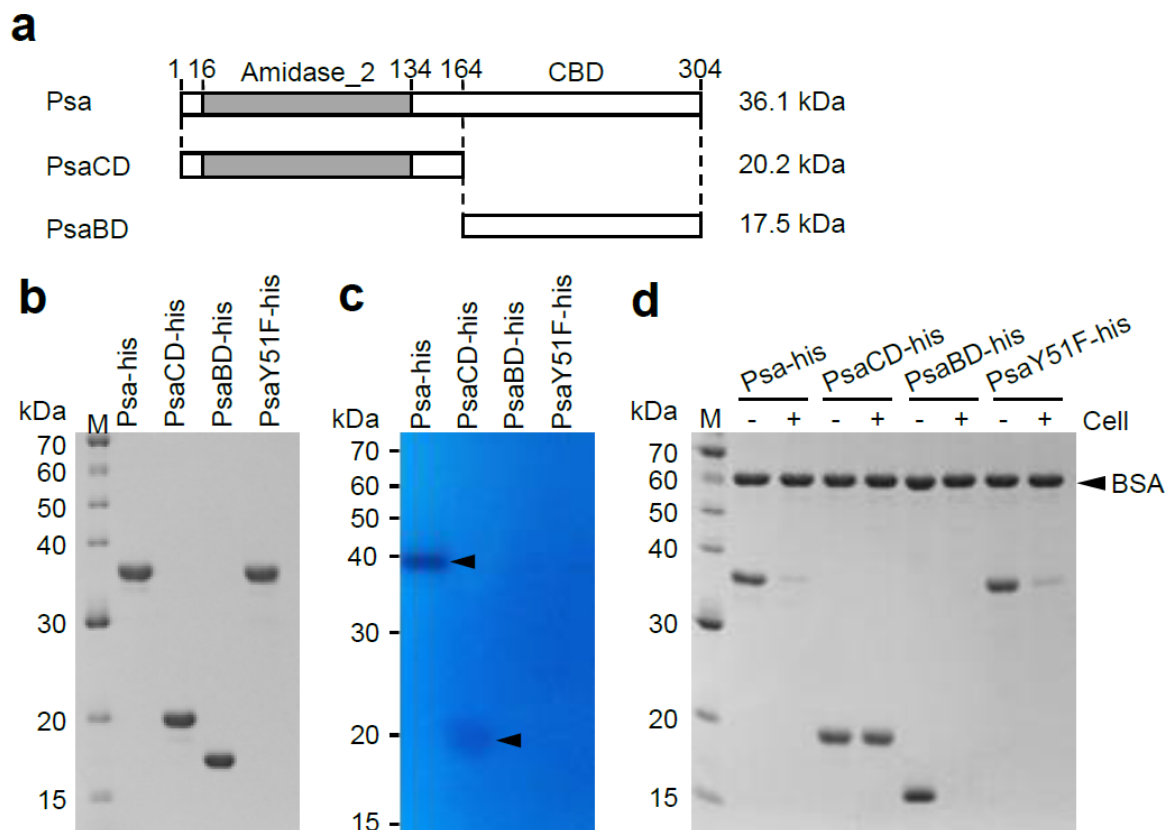 a
1 16 Amidase_2 134 164 CBD 304
Psa 36.1 kDa
PsaCD 20.2 kDa
PsaBD 17.5 kDa
b
Psa-his
PsaCD-his
PsaBD-his
PsaY51F-his
kDa
M
70
60
50
40
30
20
15
c
Psa-his
PsaCD-his
PsaBD-his
PsaY51F-his
kDa
70
60
50
40
30
20
15
d
Psa-his
PsaCD-his
PsaBD-his
PsaY51F-his
kDa
M - + - + - + - + Cell
70
60
50
40
30
20
15
BSA